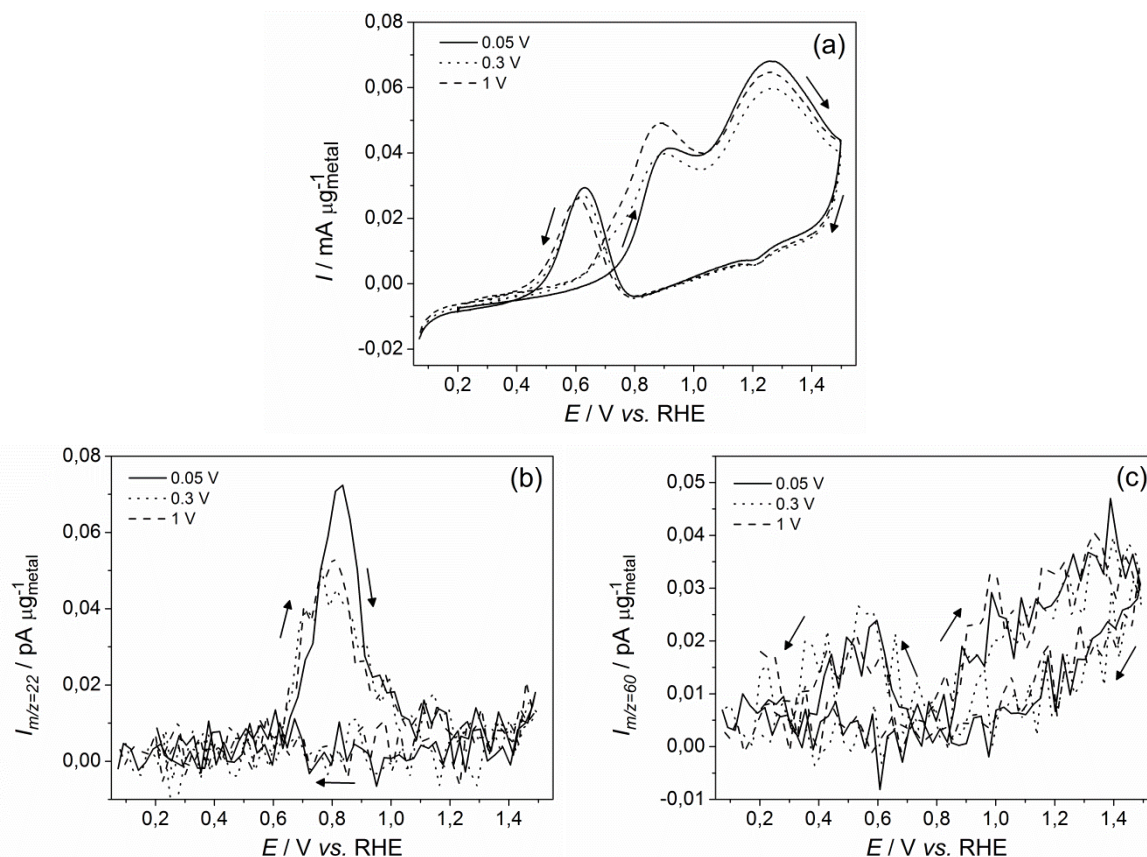 (a)
0.05 V
0.3 V
1 V
I / mA μg⁻¹metal
0,08
0,06
0,04
0,02
0,00
-0,02
0,2 0,4 0,6 0,8 1,0 1,2 1,4
E / V vs. RHE
(b)
0.05 V
0.3 V
1 V
I m/z=22 / pA μg⁻¹metal
0,08
0,06
0,04
0,02
0,00
0,2 0,4 0,6 0,8 1,0 1,2 1,4
E / V vs. RHE
(c)
0.05 V
0.3 V
1 V
I m/z=60 / pA μg⁻¹metal
0,05
0,04
0,03
0,02
0,01
0,00
-0,01
0,2 0,4 0,6 0,8 1,0 1,2 1,4
E / V vs. RHE